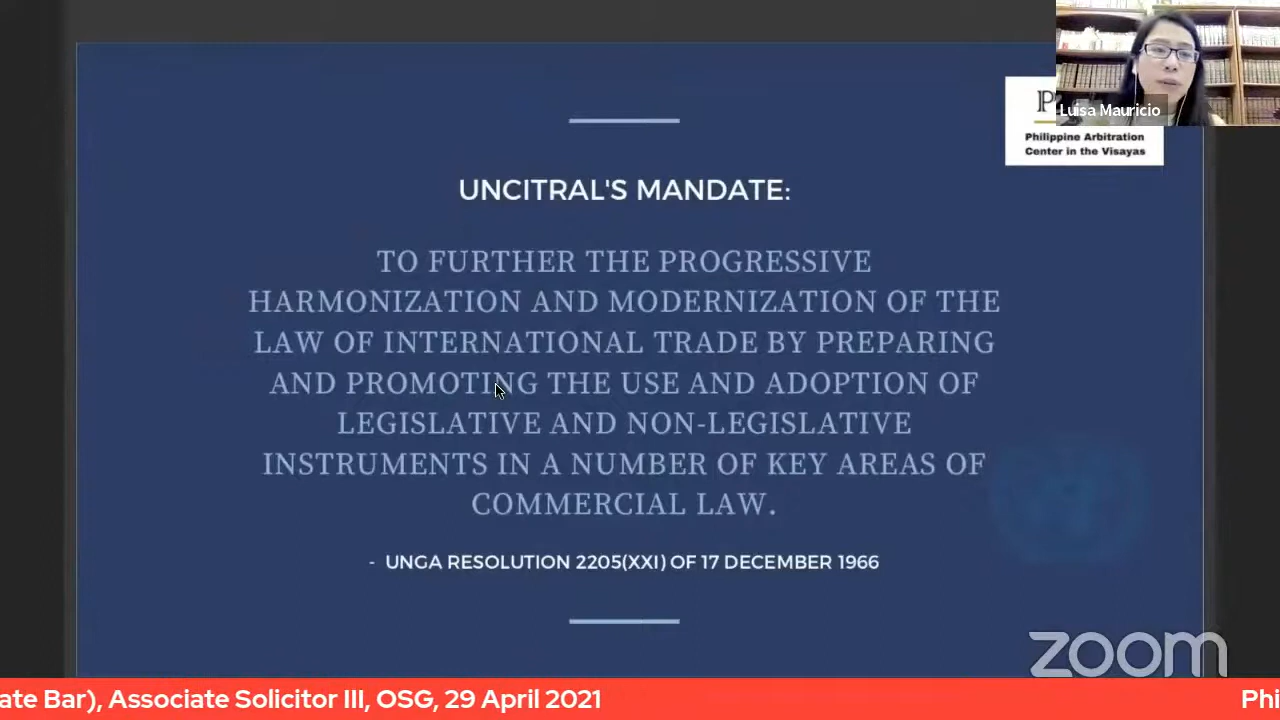 Luisa Mauricio
Philippine Arbitration
Center in the Visayas
UNCITRAL'S MANDATE:
TO FURTHER THE PROGRESSIVE
HARMONIZATION AND MODERNIZATION OF THE
LAW OF INTERNATIONAL TRADE BY PREPARING
AND PROMOTING THE USE AND ADOPTION OF
LEGISLATIVE AND NON-LEGISLATIVE
INSTRUMENTS IN A NUMBER OF KEY AREAS OF
COMMERCIAL LAW.
- UNGA RESOLUTION 2205(XXI) OF 17 DECEMBER 1966
zoom
ate Bar), Associate Solicitor III, OSG, 29 April 2021 Phi